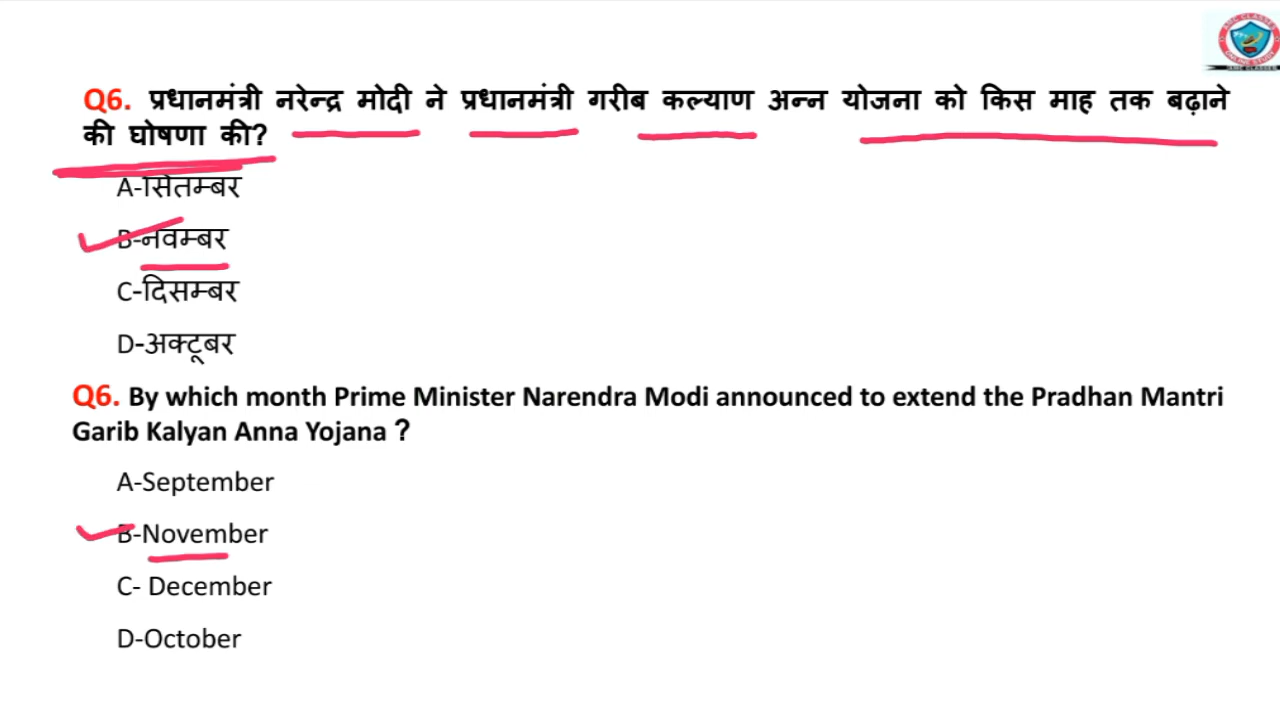 Q6. प्रधानमंत्री नरेन्द्र मोदी ने प्रधानमंत्री गरीब कल्याण अन्न योजना को किस माह तक बढ़ाने
की घोषणा की?
A-सितम्बर
B-नवम्बर
C-दिसम्बर
D-अक्टूबर
Q6. By which month Prime Minister Narendra Modi announced to extend the Pradhan Mantri
Garib Kalyan Anna Yojana ?
A-September
B-November
C- December
D-October